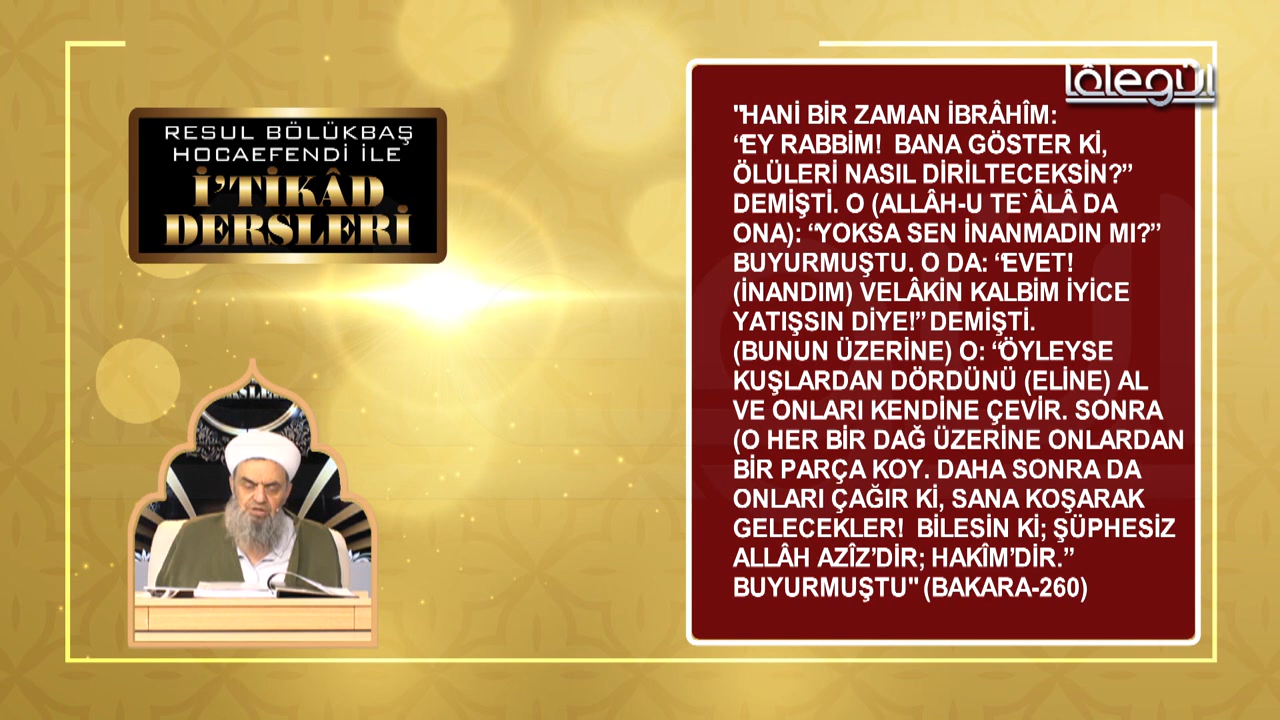 RESUL BÖLÜKBAŞ
HOCAEFENDİ İLE
İ'TİKÂD
DERSLERİ
lâlegül
"HANİ BİR ZAMAN İBRÂHÎM:
“EY RABBİM! BANA GÖSTER Kİ,
ÖLÜLERİ NASIL DİRİLTECEKSİN?”
DEMİŞTİ. O (ALLÂH-U TE`ÂLÂ DA
ONA): “YOKSA SEN İNANMADIN MI?”
BUYURMUŞTU. O DA: “EVET!
(İNANDIM) VELÂKİN KALBİM İYİCE
YATIŞSIN DİYE!” DEMİŞTİ.
(BUNUN ÜZERİNE) O: “ÖYLEYSE
KUŞLARDAN DÖRDÜNÜ (ELİNE) AL
VE ONLARI KENDİNE ÇEVİR. SONRA
(O HER BİR DAĞ ÜZERİNE ONLARDAN
BİR PARÇA KOY. DAHA SONRA DA
ONLARI ÇAĞIR Kİ, SANA KOŞARAK
GELECEKLER! BİLESİN Kİ; ŞÜPHESİZ
ALLÂH AZÎZ’DİR; HAKÎM’DİR.”
BUYURMUŞTU" (BAKARA-260)